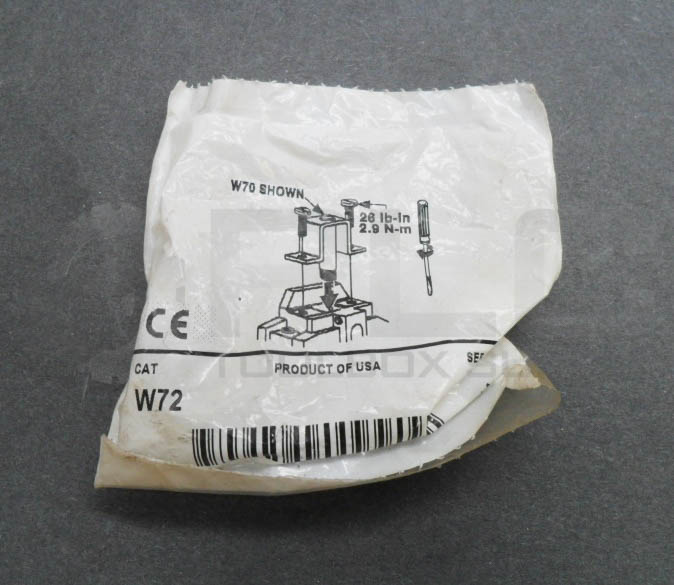 W70 SHOWN
26 lb-in
2.9 N-m
CE
CAT
PRODUCT OF USA
W72